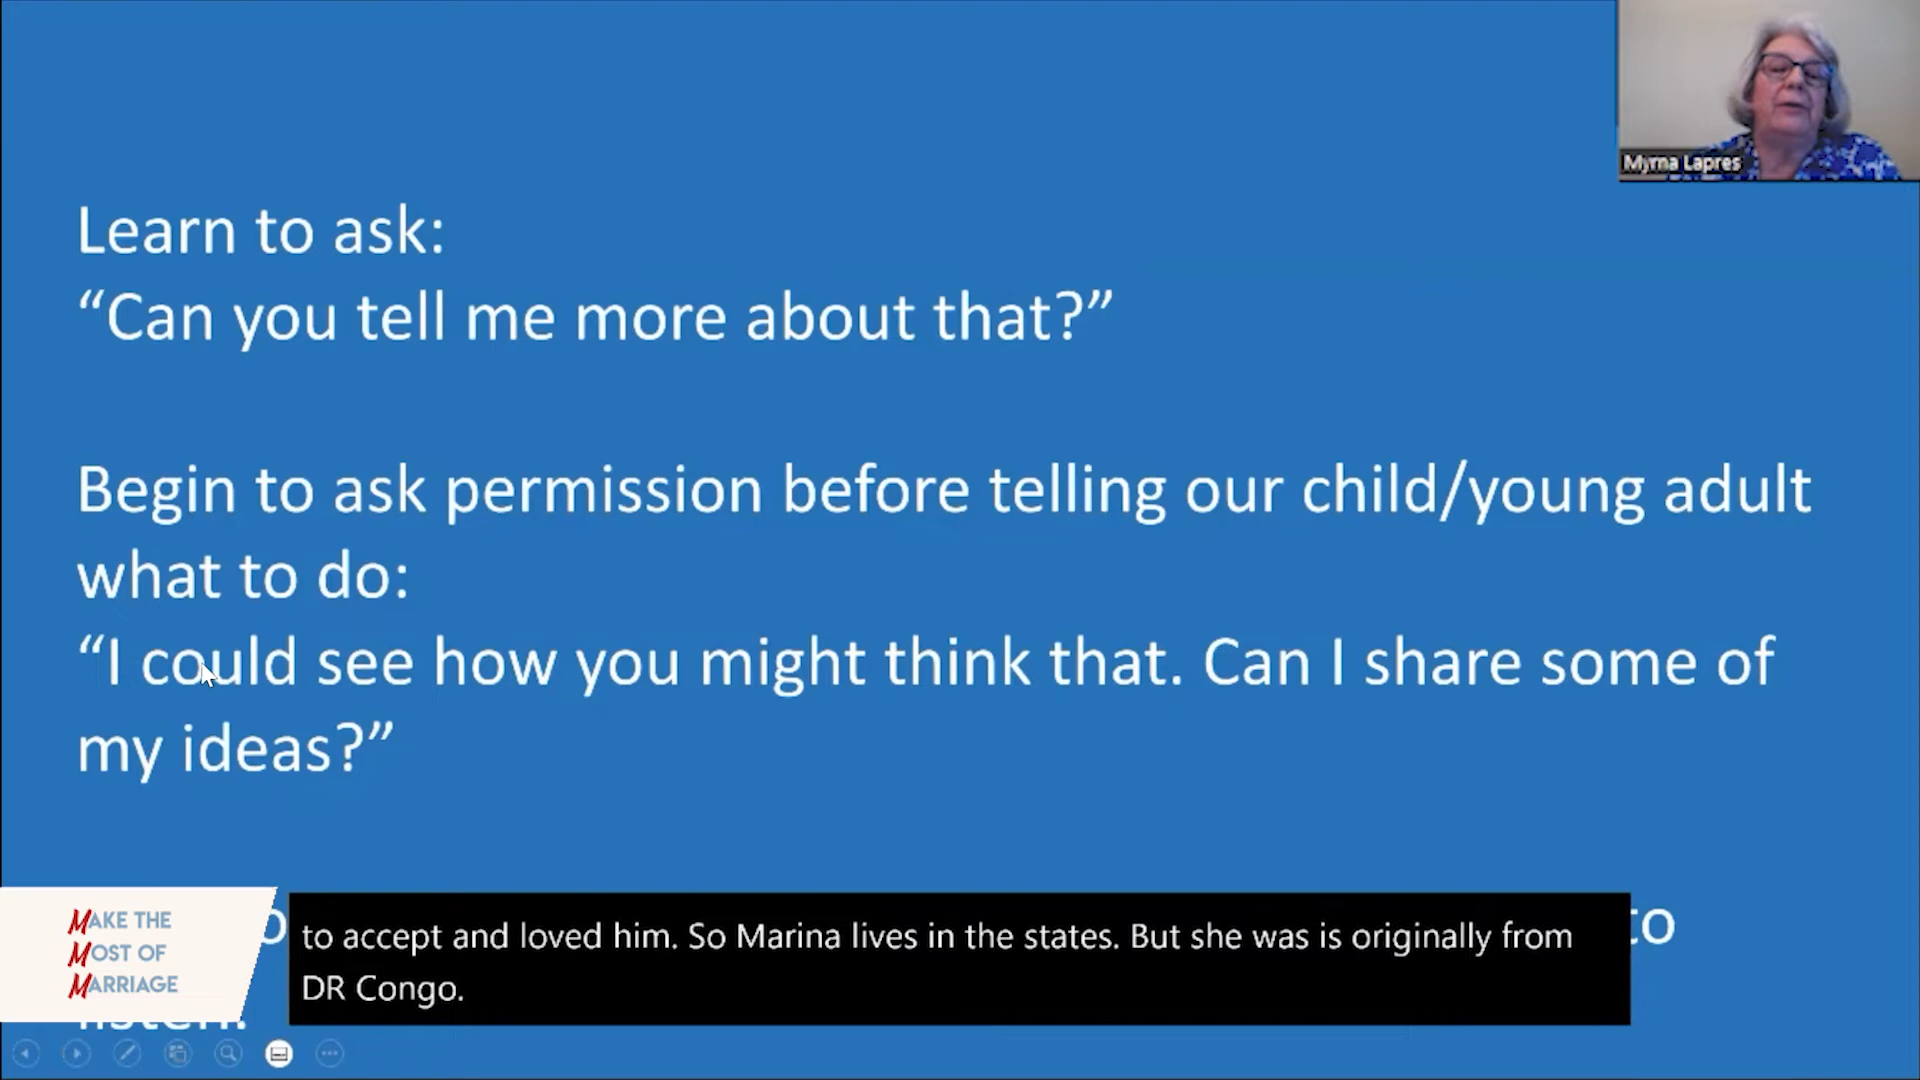 Myrna Lapres
Learn to ask:
“Can you tell me more about that?”
Begin to ask permission before telling our child/young adult
what to do:
“I could see how you might think that. Can I share some of
my ideas?”
to
MAKE THE
MOST OF
MARRIAGE
to accept and loved him. So Marina lives in the states. But she was is originally from
DR Congo.